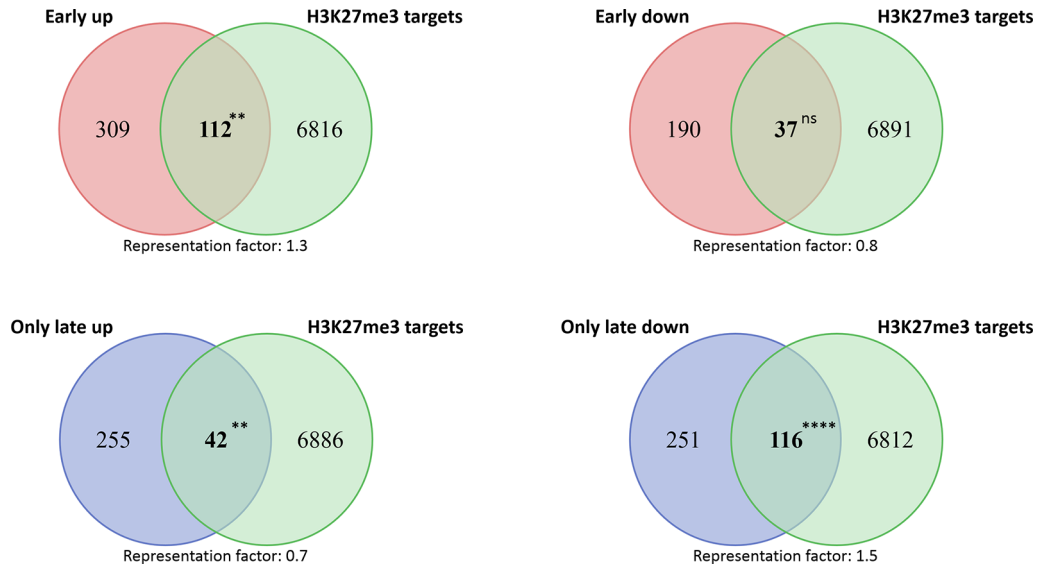 Early up H3K27me3 targets
309 112** 6816
Representation factor: 1.3
Early down H3K27me3 targets
190 37 ns 6891
Representation factor: 0.8
Only late up H3K27me3 targets
255 42** 6886
Representation factor: 0.7
Only late down H3K27me3 targets
251 116**** 6812
Representation factor: 1.5